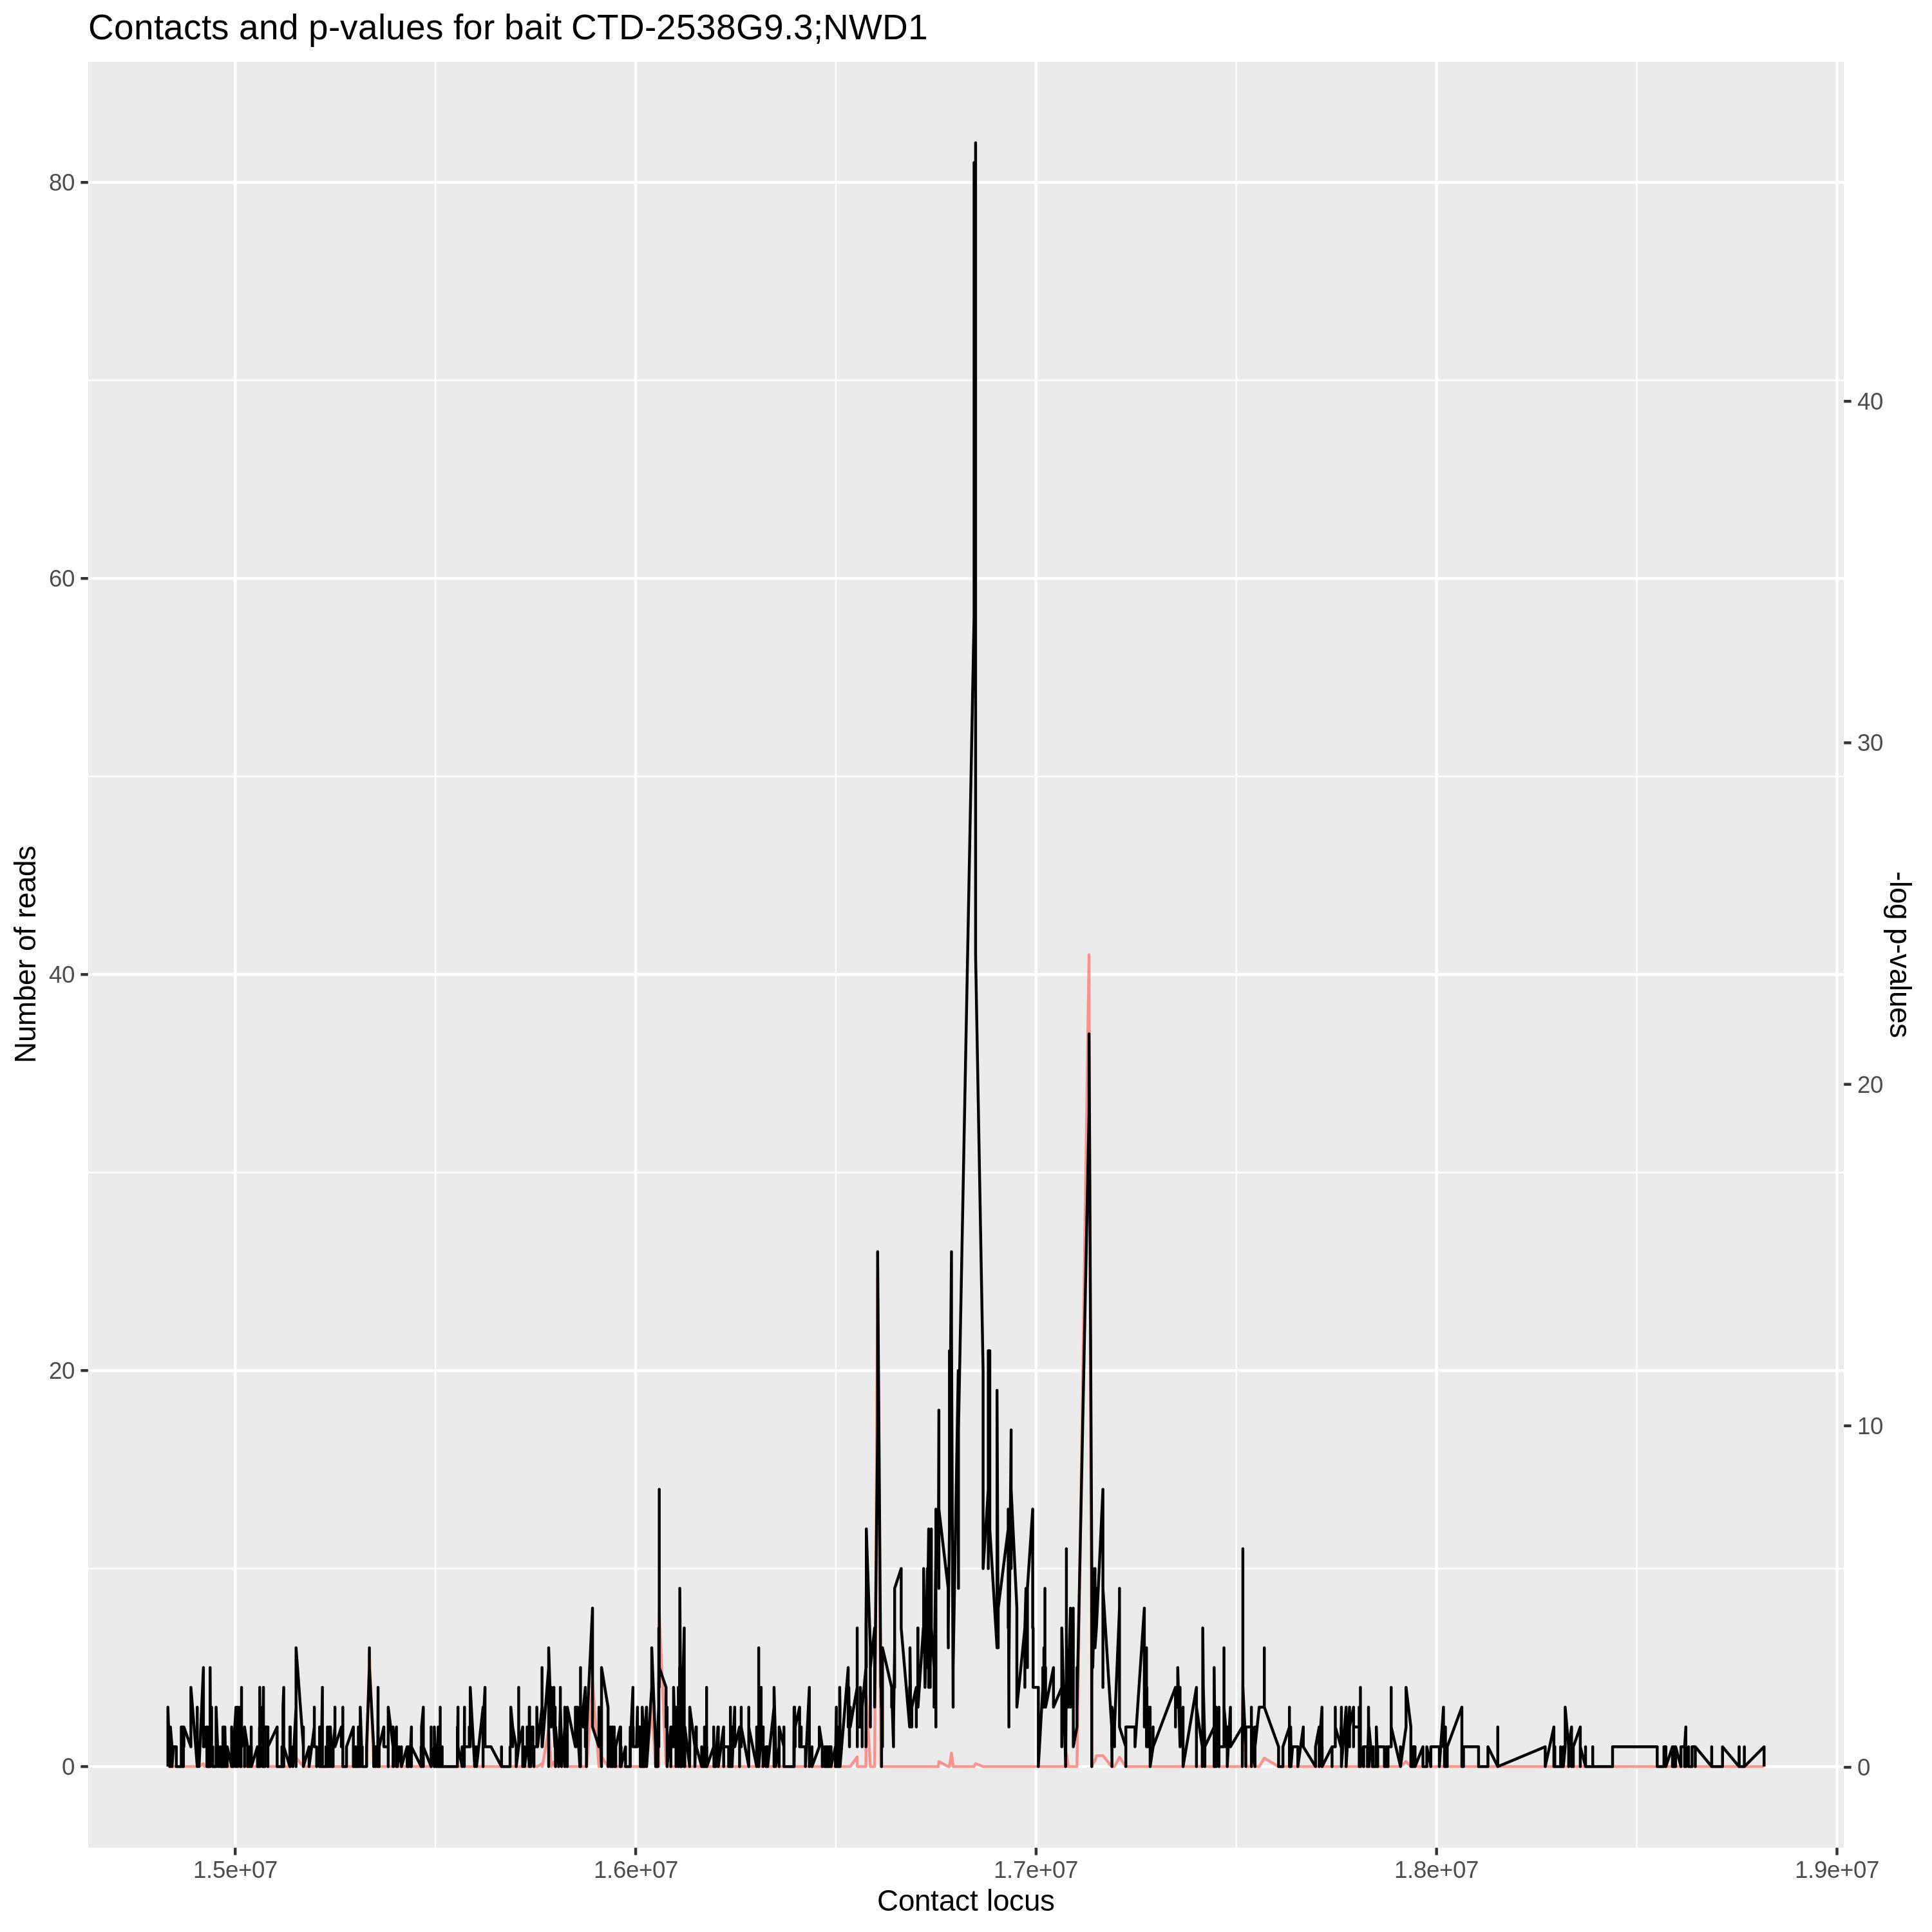 Contacts and p-values for bait CTD-2538G9.3;NWD1
80
60
40
20
0
Number of reads
40
30
20
10
0
-log p-values
1.5e+07
1.6e+07
1.7e+07
1.8e+07
1.9e+07
Contact locus